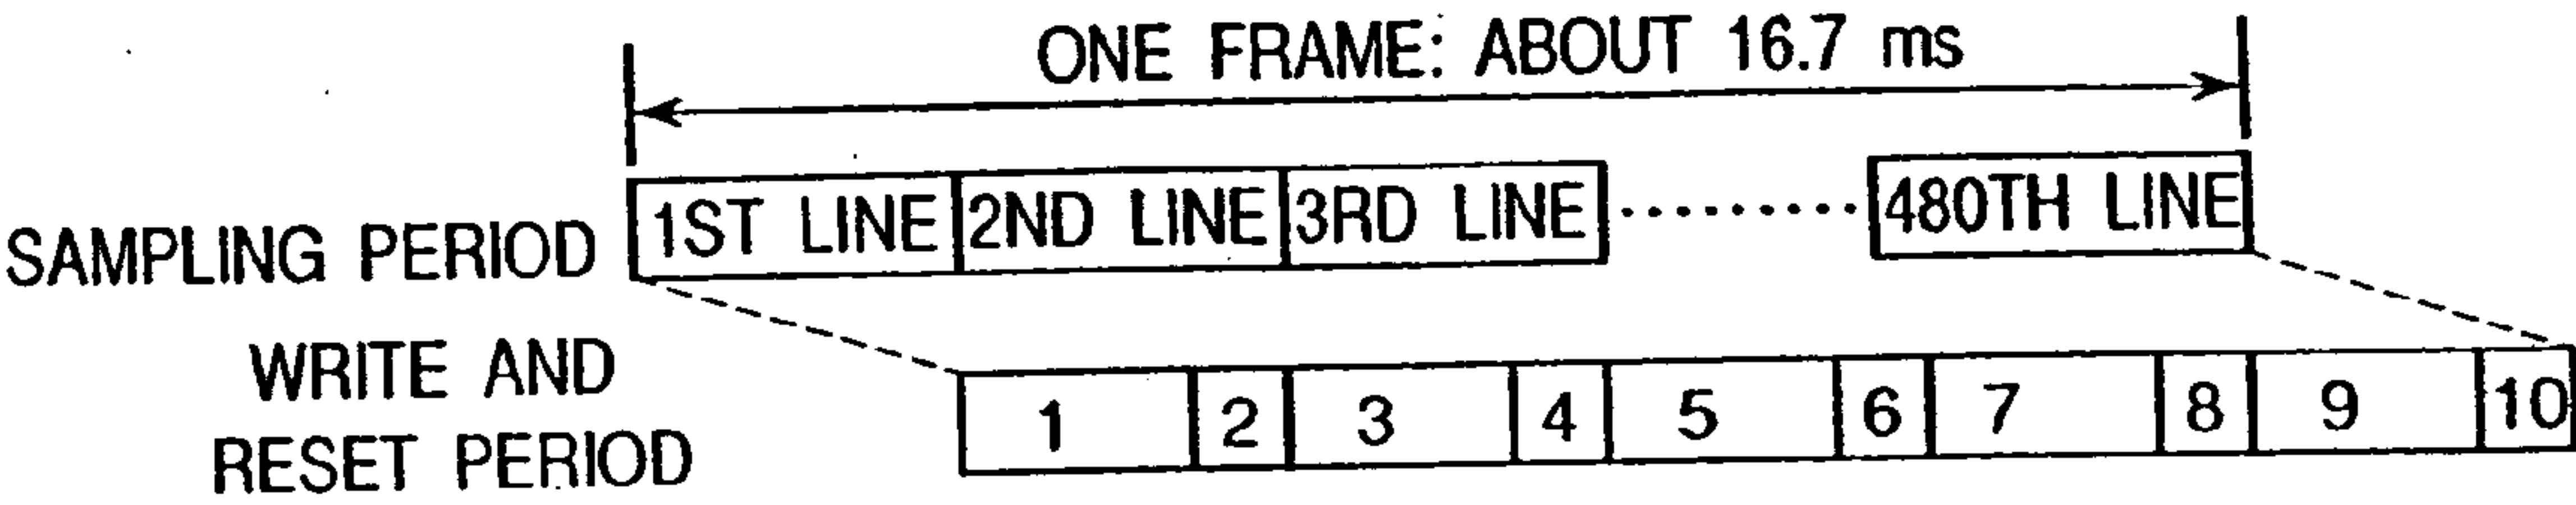 ONE FRAME: ABOUT 16.7 ms
SAMPLING PERIOD 1ST LINE 2ND LINE 3RD LINE ········· 480TH LINE
WRITE AND
RESET PERIOD
1 2 3 4 5 6 7 8 9 10